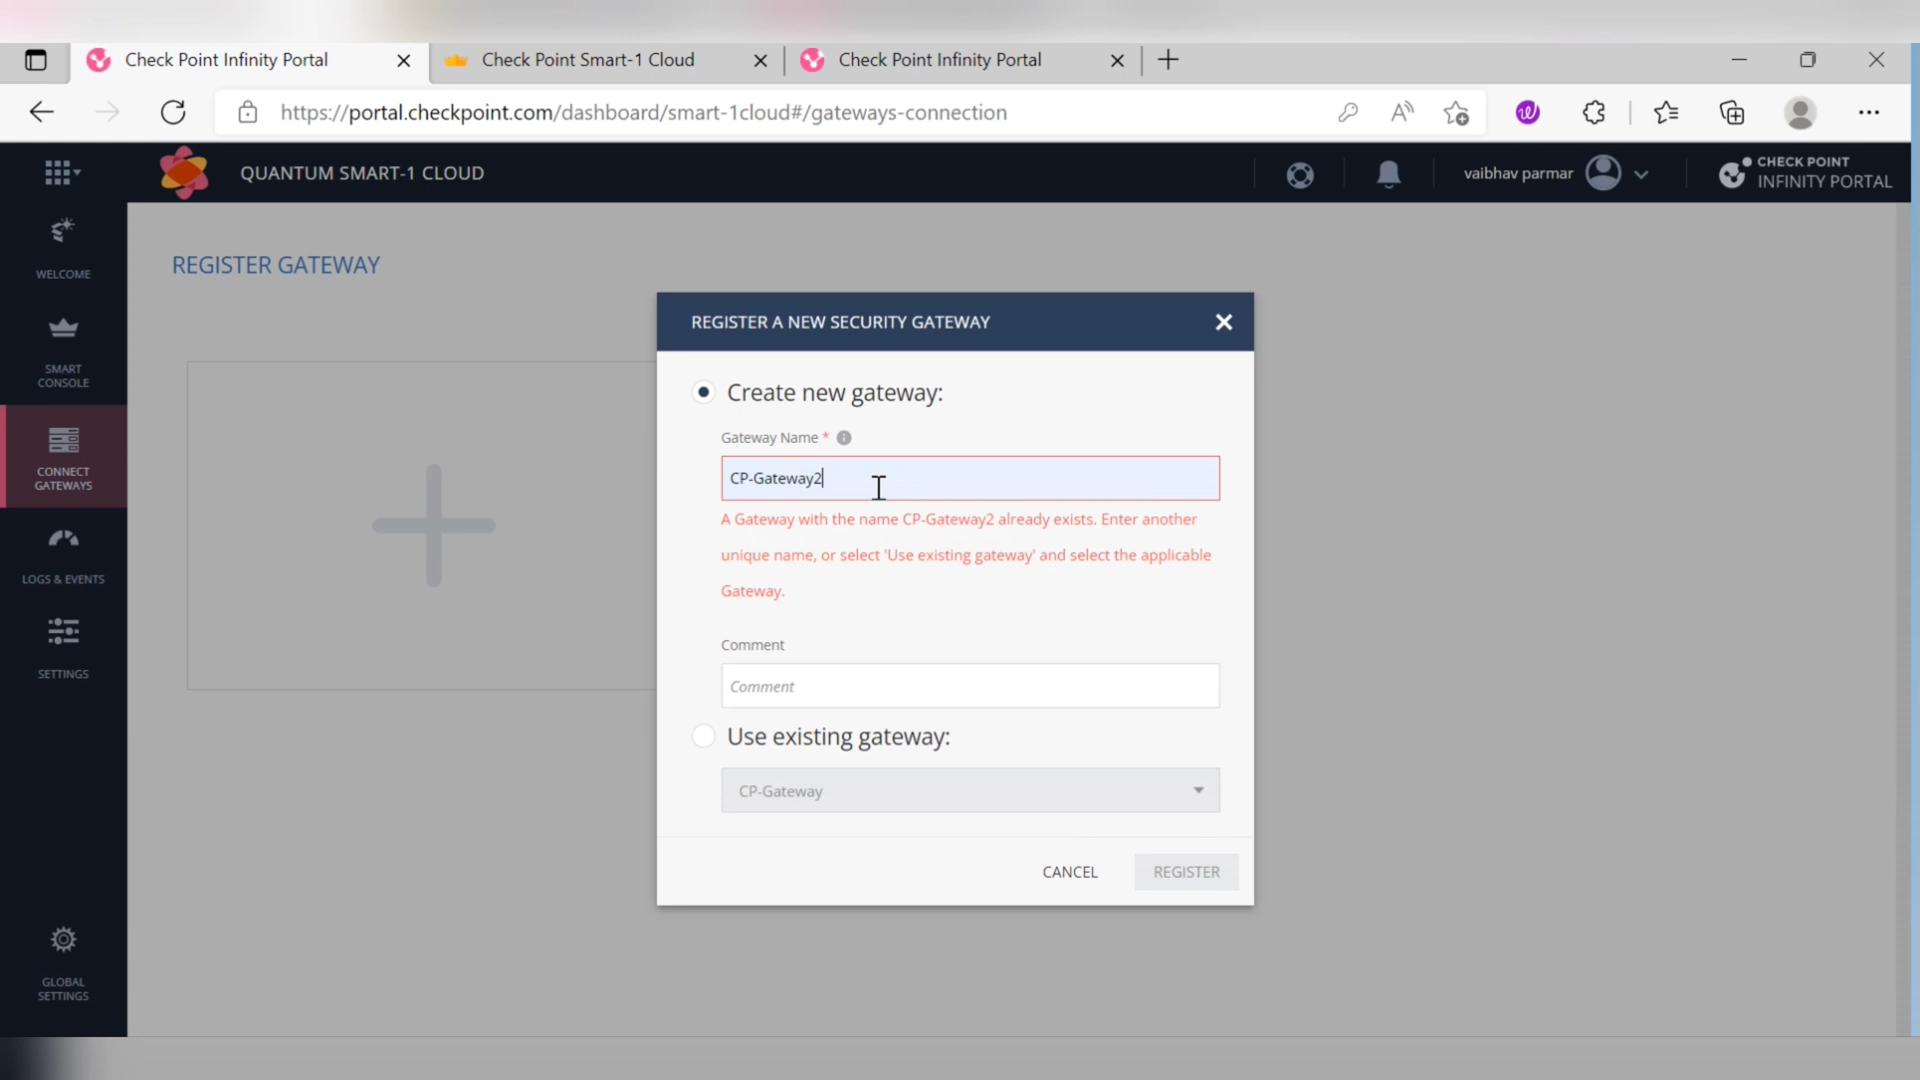 Check Point Infinity Portal
Check Point Smart-1 Cloud
Check Point Infinity Portal
https://portal.checkpoint.com/dashboard/smart-1cloud#/gateways-connection
QUANTUM SMART-1 CLOUD
vaibhav parmar
CHECK POINT
INFINITY PORTAL
WELCOME
SMART
CONSOLE
CONNECT
GATEWAYS
LOGS & EVENTS
SETTINGS
GLOBAL
SETTINGS
REGISTER GATEWAY
REGISTER A NEW SECURITY GATEWAY
Create new gateway:
Gateway Name *
CP-Gateway2
A Gateway with the name CP-Gateway2 already exists. Enter another
unique name, or select 'Use existing gateway' and select the applicable
Gateway.
Comment
Comment
Use existing gateway:
CP-Gateway
CANCEL
REGISTER